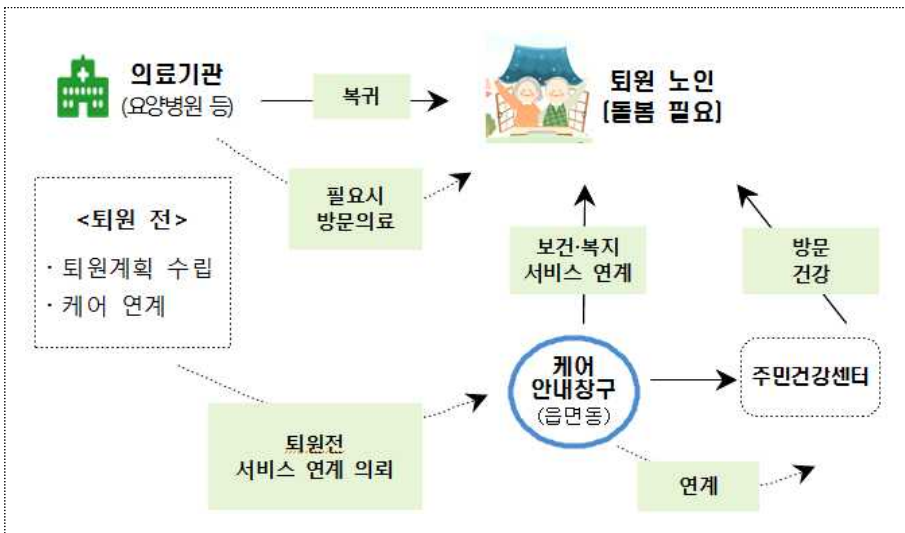 의료기관
(요양병원 등)
복귀
퇴원 노인
[돌봄 필요]
필요시
방문의료
<퇴원 전>
· 퇴원계획 수립
· 케어 연계
보건·복지
서비스 연계
방문
건강
케어
안내창구
(읍면동)
주민건강센터
퇴원전
서비스 연계 의뢰
연계